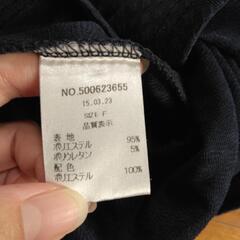 NO.500623655
15.03.23
SIZE F
品質表示
表地
ポリエステル 95%
ポリウレタン 5%
配色
ポリエステル 100%